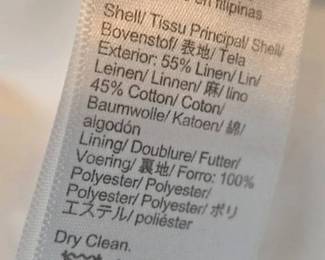 en filipinas
Shell/ Tissu Principal/ Shell/
Bovenstof/ 表地/ Tela
Exterior: 55% Linen/ Lin/
Leinen/ Linnen/ 麻/ lino
45% Cotton/ Coton/
Baumwolle/ Katoen/ 綿/
algodón
Lining/ Doublure/ Futter/
Voering/ 裏地/ Forro: 100%
Polyester/ Polyester/
Polyester/ Polyester/ ポリ
エステル/ poliéster
Dry Clean.